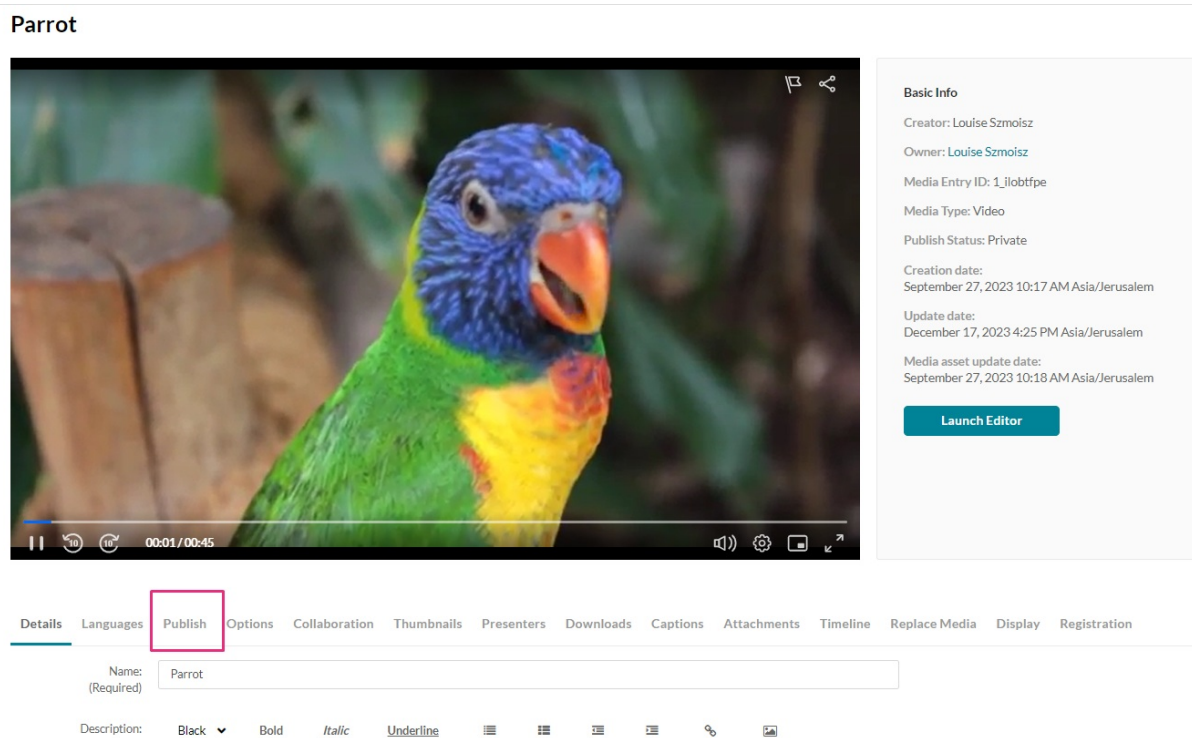 Parrot
Basic Info
Creator: Louise Szmoisz
Owner: Louise Szmoisz
Media Entry ID: 1_ilobtfpe
Media Type: Video
Publish Status: Private
Creation date:
September 27, 2023 10:17 AM Asia/Jerusalem
Update date:
December 17, 2023 4:25 PM Asia/Jerusalem
Media asset update date:
September 27, 2023 10:18 AM Asia/Jerusalem
Launch Editor
10 10 00:01 / 00:45
Details Languages Publish Options Collaboration Thumbnails Presenters Downloads Captions Attachments Timeline Replace Media Display Registration
Name: Parrot
(Required)
Description: Black Bold Italic Underline